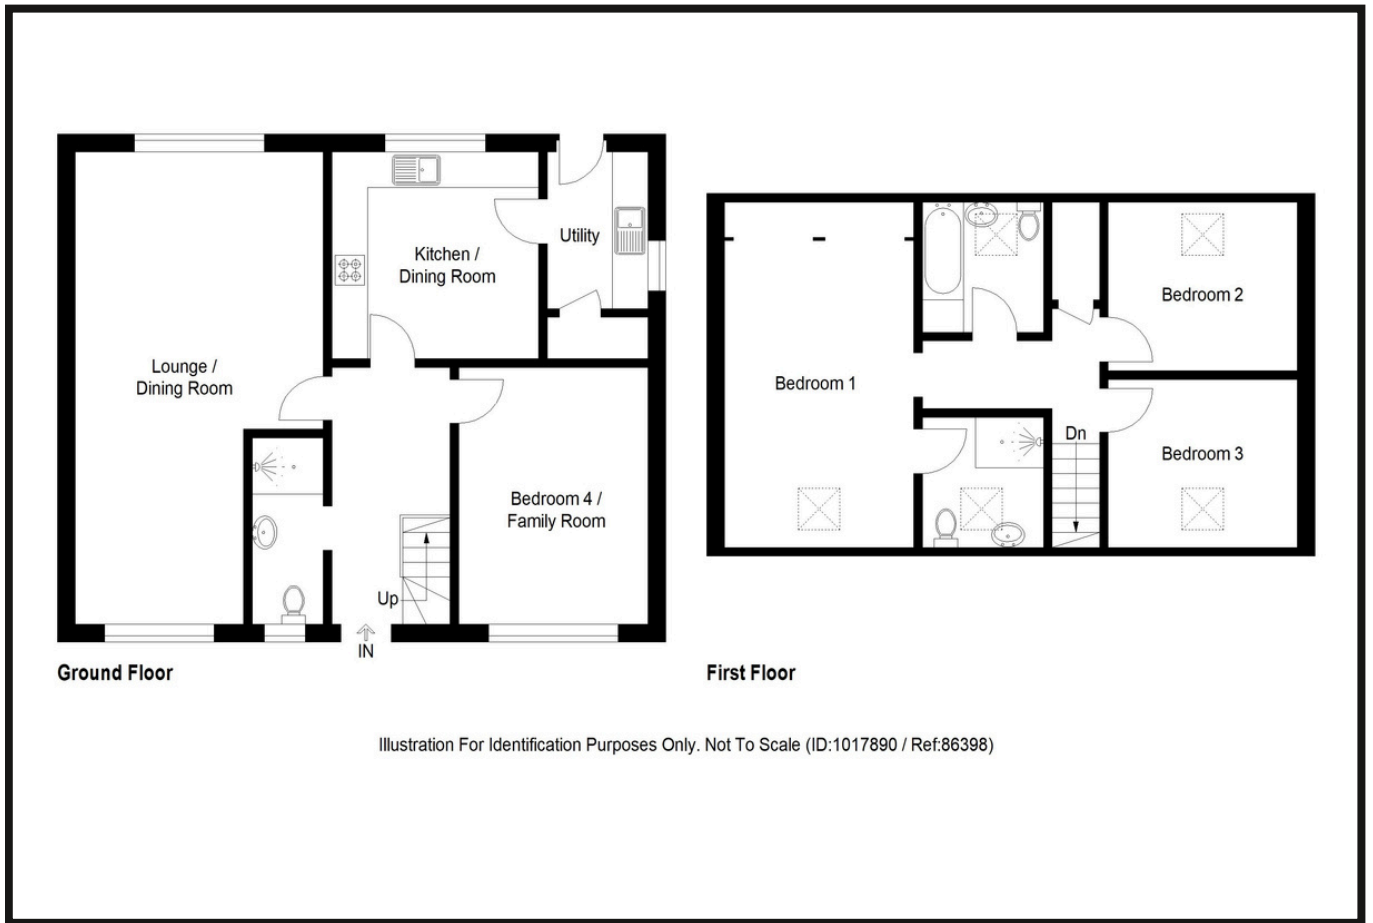 Utility
Kitchen /
Dining Room
Lounge /
Dining Room
Bedroom 4 /
Family Room
Up
IN
Ground Floor
Bedroom 1
Bedroom 2
Bedroom 3
Dn
First Floor
Illustration For Identification Purposes Only. Not To Scale (ID:1017890 / Ref:86398)